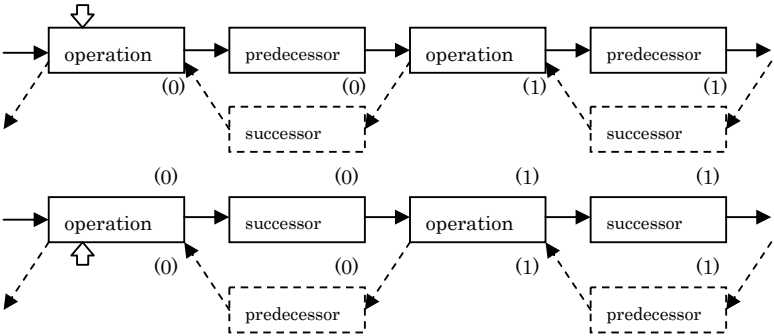 operation predecessor operation predecessor
(0) (0) (1) (1)
successor successor
(0) (0) (1) (1)
operation successor operation successor
(0) (0) (1) (1)
predecessor predecessor